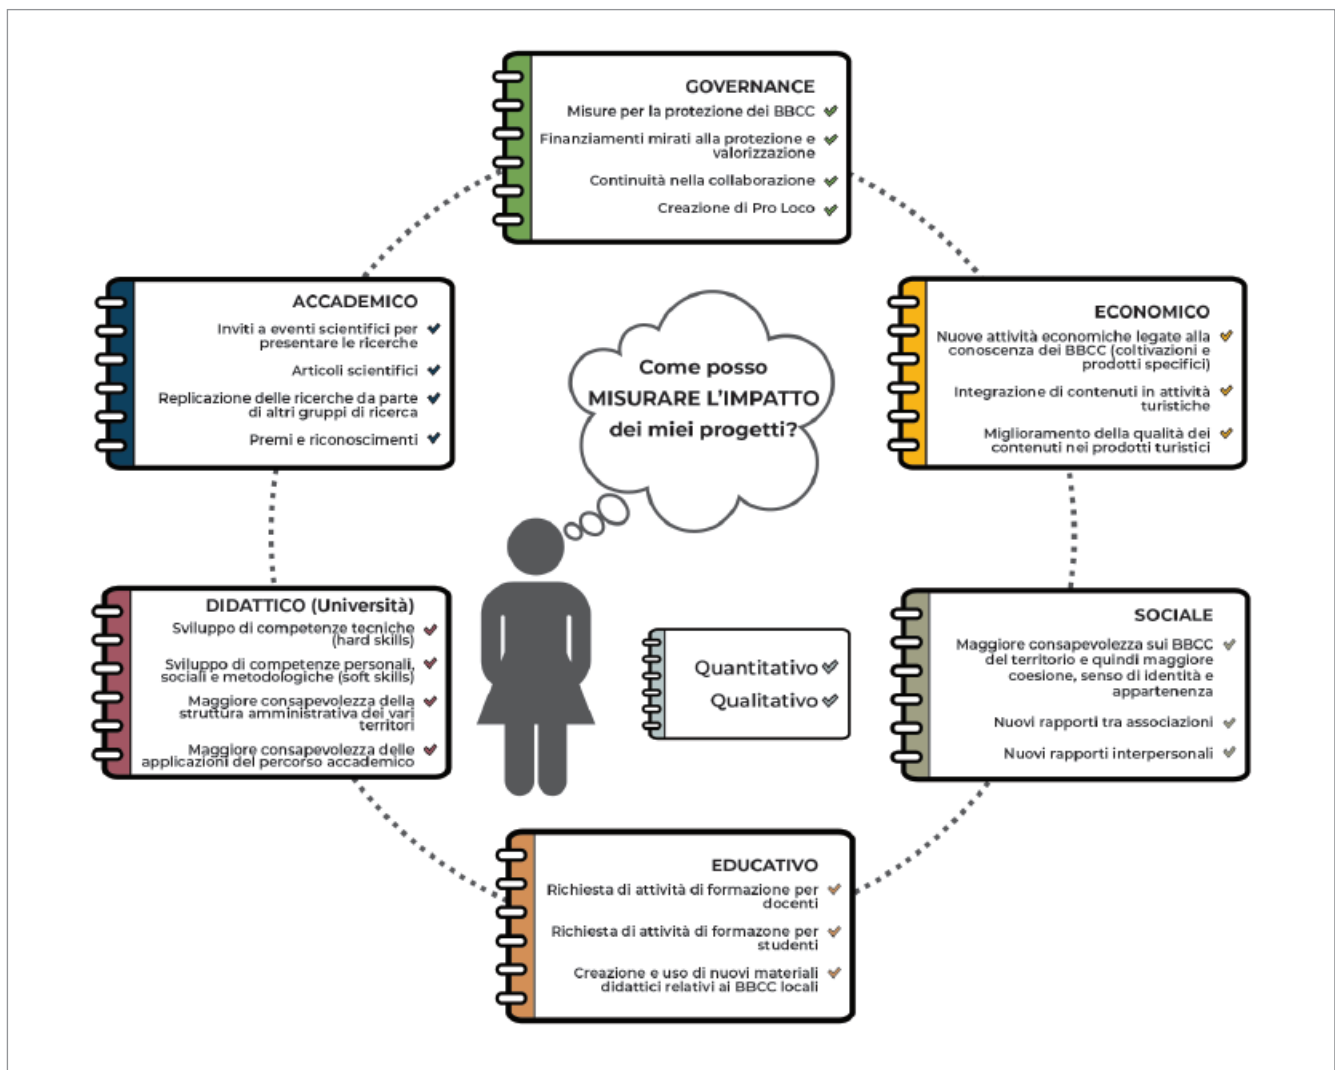 GOVERNANCE
Misure per la protezione dei BBCC
Finanziamenti mirati alla protezione e
valorizzazione
Continuità nella collaborazione
Creazione di Pro Loco
ACCADEMICO
Inviti a eventi scientifici per
presentare le ricerche
Articoli scientifici
Replicazione delle ricerche da parte
di altri gruppi di ricerca
Premi e riconoscimenti
Come posso
MISURARE L'IMPATTO
dei miei progetti?
ECONOMICO
Nuove attività economiche legate alla
conoscenza dei BBCC (coltivazioni e
prodotti specifici)
Integrazione di contenuti in attività
turistiche
Miglioramento della qualità dei
contenuti nei prodotti turistici
DIDATTICO (Università)
Sviluppo di competenze tecniche
(hard skills)
Sviluppo di competenze personali,
sociali e metodologiche (soft skills)
Maggiore consapevolezza della
struttura amministrativa dei vari
territori
Maggiore consapevolezza delle
applicazioni del percorso accademico
Quantitativo
Qualitativo
SOCIALE
Maggiore consapevolezza sui BBCC
del territorio e quindi maggiore
coesione, senso di identità e
appartenenza
Nuovi rapporti tra associazioni
Nuovi rapporti interpersonali
EDUCATIVO
Richiesta di attività di formazione per
docenti
Richiesta di attività di formazone per
studenti
Creazione e uso di nuovi materiali
didattici relativi ai BBCC locali